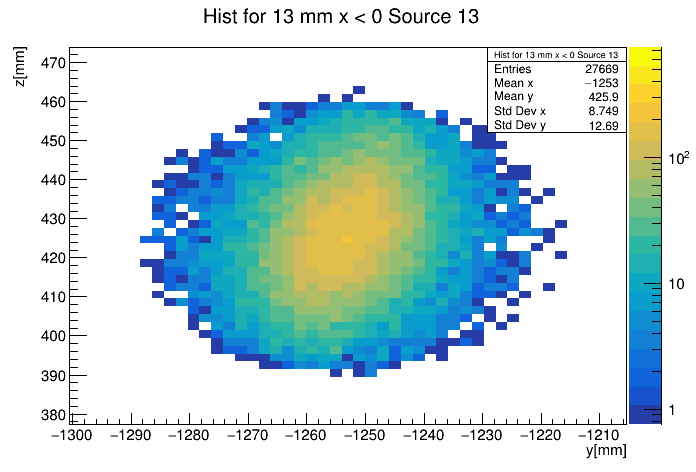 Hist for 13 mm x < 0 Source 13
z[mm]
Hist for 13 mm x < 0 Source 13
Entries 27669
Mean x −1253
Mean y 425.9
Std Dev x 8.749
Std Dev y 12.69
470
460
450
440
430
420
410
400
390
380
10²
10
1
−1300 −1290 −1280 −1270 −1260 −1250 −1240 −1230 −1220 −1210
y[mm]